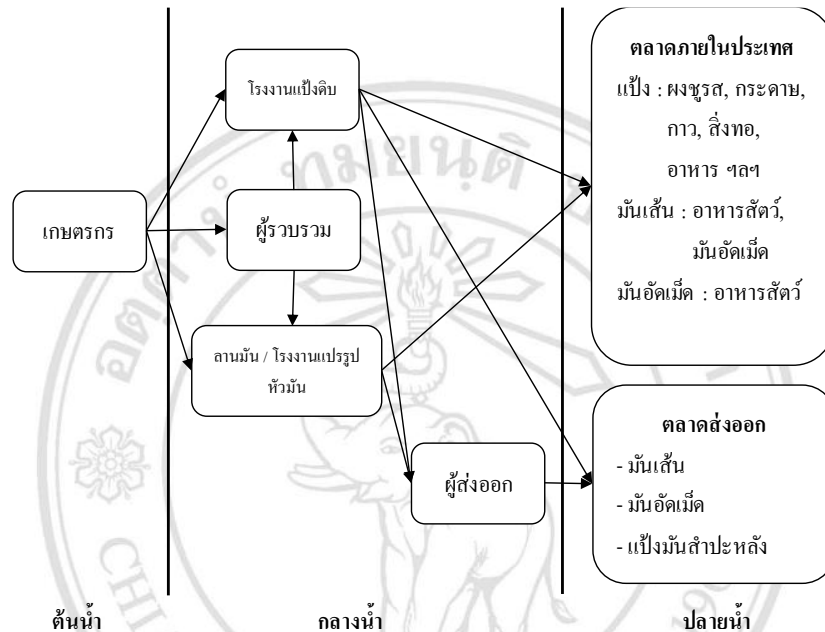 เกษตรกร
โรงงานแป้งดิบ
ผู้รวบรวม
ลานมัน / โรงงานแปรรูป
หัวมัน
ผู้ส่งออก
ตลาดภายในประเทศ
แป้ง : ผงชูรส, กระดาษ,
กาว, สิ่งทอ,
อาหาร ฯลฯ
มันเส้น : อาหารสัตว์,
มันอัดเม็ด
มันอัดเม็ด : อาหารสัตว์
ตลาดส่งออก
- มันเส้น
- มันอัดเม็ด
- แป้งมันสำปะหลัง
ต้นน้ำ
กลางน้ำ
ปลายน้ำ